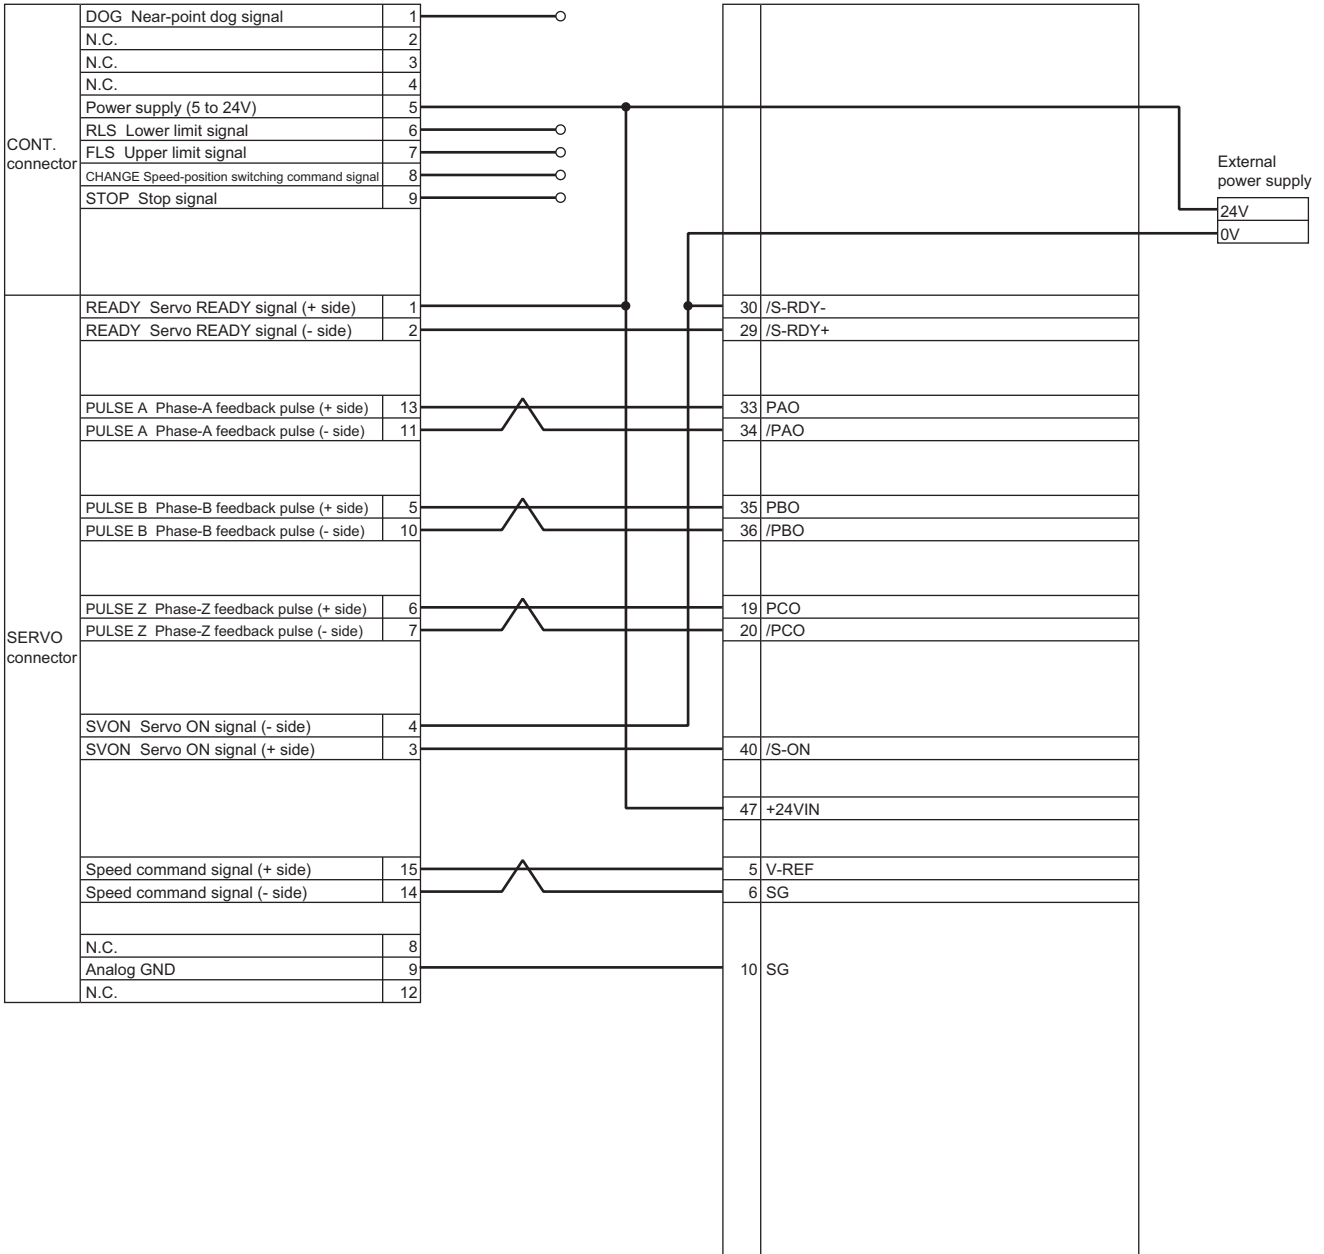 DOG Near-point dog signal 1
N.C. 2
N.C. 3
N.C. 4
Power supply (5 to 24V) 5
RLS Lower limit signal 6
CONT.
connector
FLS Upper limit signal 7
CHANGE Speed-position switching command signal 8
STOP Stop signal 9
External
power supply
24V
0V
READY Servo READY signal (+ side) 1 30 /S-RDY-
READY Servo READY signal (- side) 2 29 /S-RDY+
PULSE A Phase-A feedback pulse (+ side) 13 33 PAO
PULSE A Phase-A feedback pulse (- side) 11 34 /PAO
PULSE B Phase-B feedback pulse (+ side) 5 35 PBO
PULSE B Phase-B feedback pulse (- side) 10 36 /PBO
PULSE Z Phase-Z feedback pulse (+ side) 6 19 PCO
PULSE Z Phase-Z feedback pulse (- side) 7 20 /PCO
SERVO
connector
SVON Servo ON signal (- side) 4
SVON Servo ON signal (+ side) 3 40 /S-ON
47 +24VIN
Speed command signal (+ side) 15 5 V-REF
Speed command signal (- side) 14 6 SG
N.C. 8
Analog GND 9 10 SG
N.C. 12